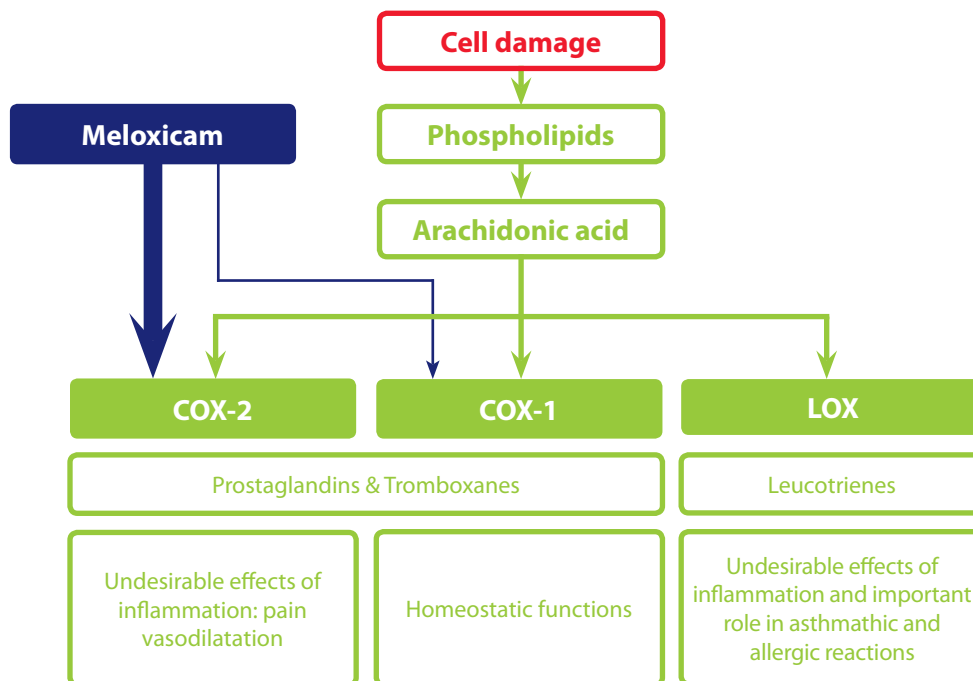 Cell damage
Meloxicam
Phospholipids
Arachidonic acid
COX-2
COX-1
LOX
Prostaglandins & Tromboxanes
Leucotrienes
Undesirable effects of
inflammation: pain
vasodilatation
Homeostatic functions
Undesirable effects of
inflammation and important
role in asthmathic and
allergic reactions